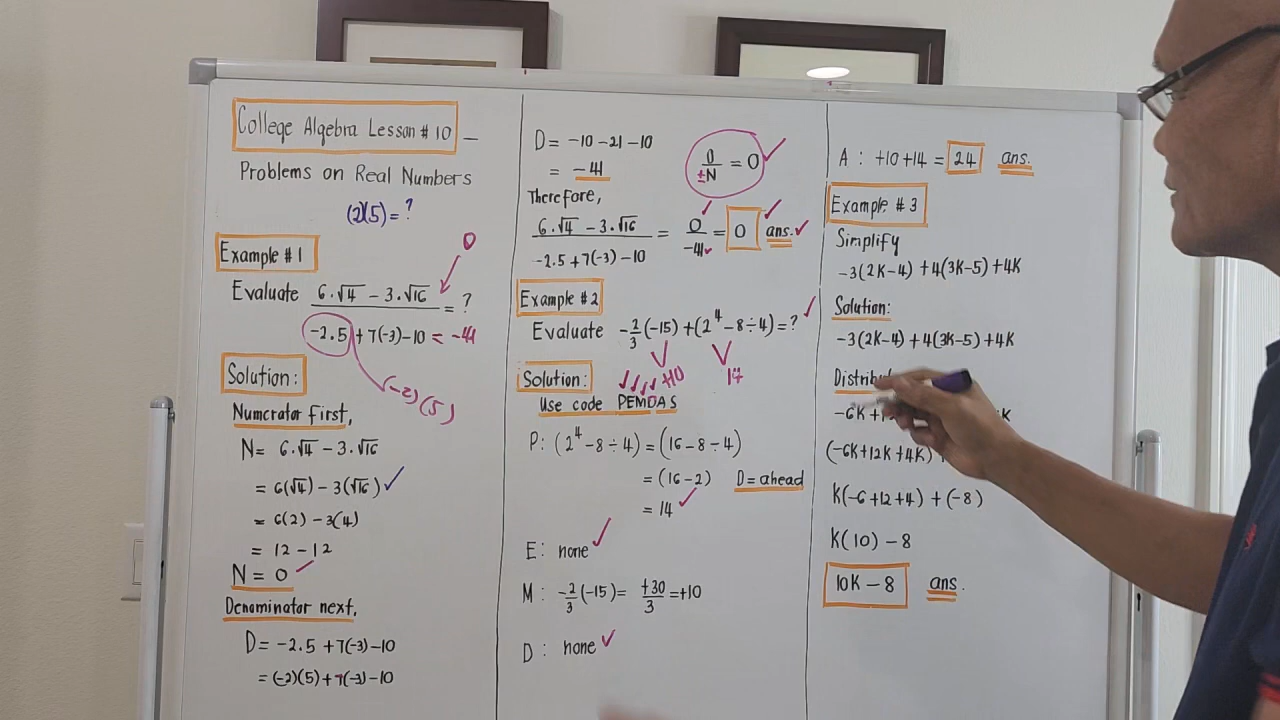 College Algebra Lesson # 10 —
Problems on Real Numbers
(2)(5) = ?
Example # 1
0
Evaluate 6·√4 − 3·√16 = ?
−2·5 + 7(−3) − 10 = −41
(−2)(5)
Solution:
Numerator first,
N = 6·√4 − 3·√16
= 6(√4) − 3(√16) ✓
= 6(2) − 3(4)
= 12 − 12
N = 0 ✓
Denominator next,
D = −2·5 + 7(−3) − 10
= (−2)(5) + 7(−3) − 10
D = −10 − 21 − 10
= −41
0/±N = 0 ✓
Therefore,
6·√4 − 3·√16 / −2·5 + 7(−3) − 10 = 0/−41 = 0 ans. ✓
Example # 2
Evaluate −2/3(−15) + (2⁴ − 8 ÷ 4) = ? ✓
+10 14
Solution:
Use code PEMDAS
P: (2⁴ − 8 ÷ 4) = (16 − 8 ÷ 4)
= (16 − 2) D = ahead
= 14 ✓
E: none ✓
M: −2/3(−15) = +30/3 = +10
D: none ✓
A: +10 + 14 = 24 ans.
Example # 3
Simplify
−3(2K−4) + 4(3K−5) + 4K
Solution:
−3(2K−4) + 4(3K−5) + 4K
−6K + K
(−6K + 12K + 4K) +
K(−6 + 12 + 4) + (−8)
K(10) − 8
10K − 8 ans.